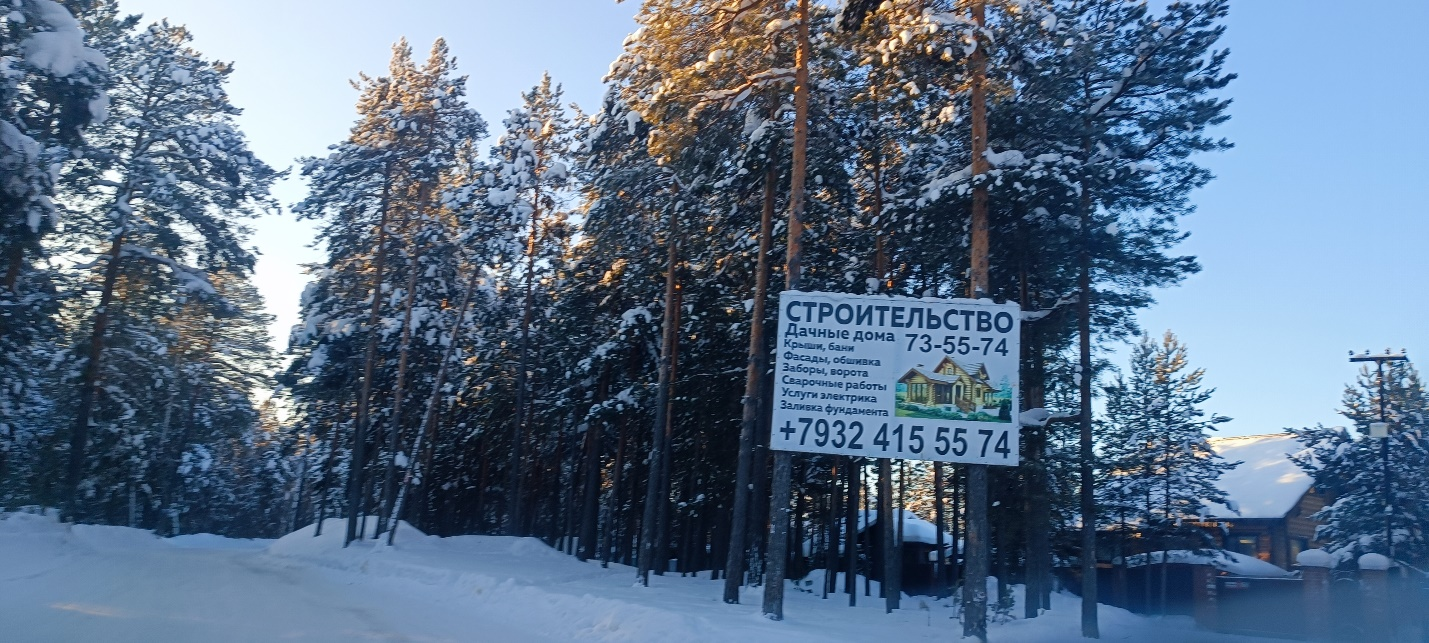 СТРОИТЕЛЬСТВО
Дачные дома 73-55-74
Крыши, бани
Фасады, обшивка
Заборы, ворота
Сварочные работы
Услуги электрика
Заливка фундамента
+7932 415 55 74